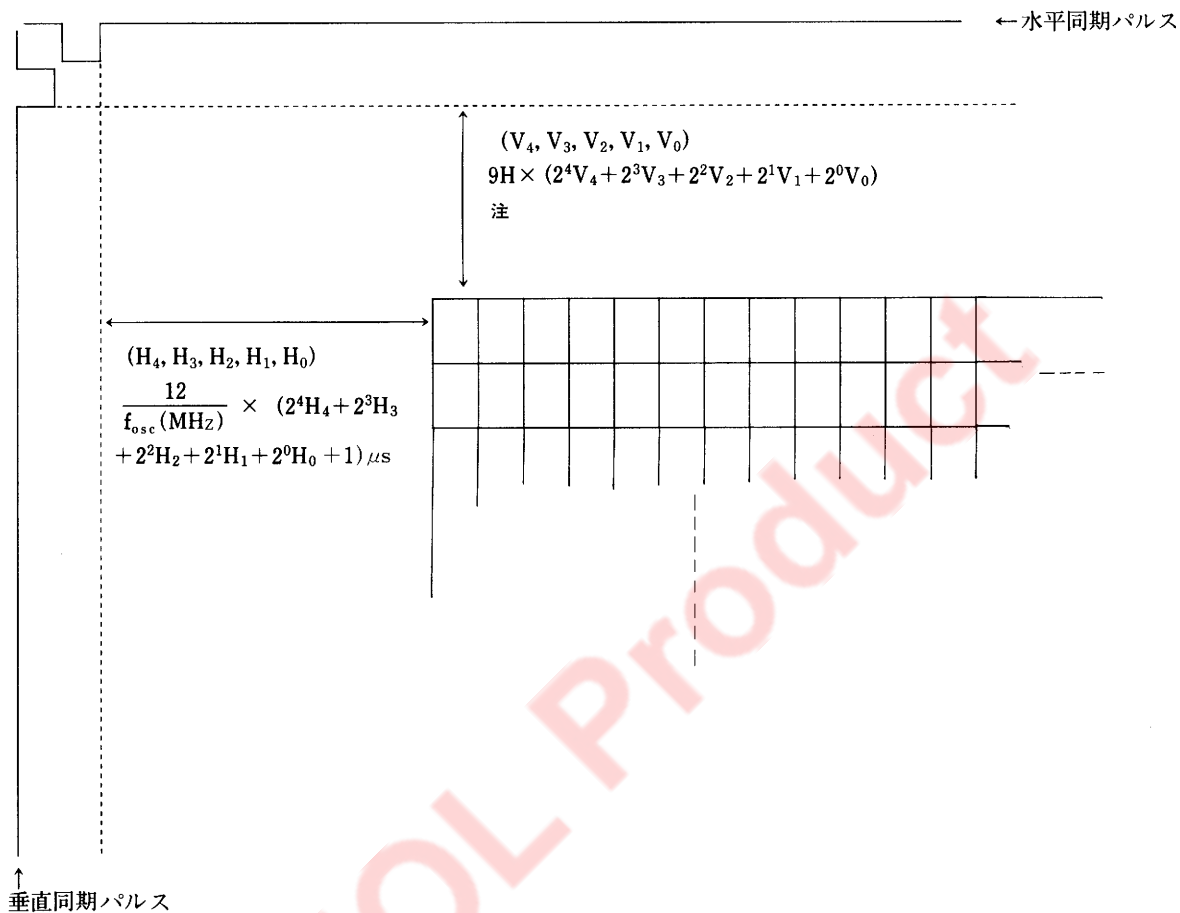 ←水平同期パルス
(V₄, V₃, V₂, V₁, V₀)
9H × (2⁴V₄+2³V₃+2²V₂+2¹V₁+2⁰V₀)
注
(H₄, H₃, H₂, H₁, H₀)
12
f_osc(MHz) × (2⁴H₄+2³H₃
+2²H₂+2¹H₁+2⁰H₀+1)μs
↑
垂直同期パルス
OL Product